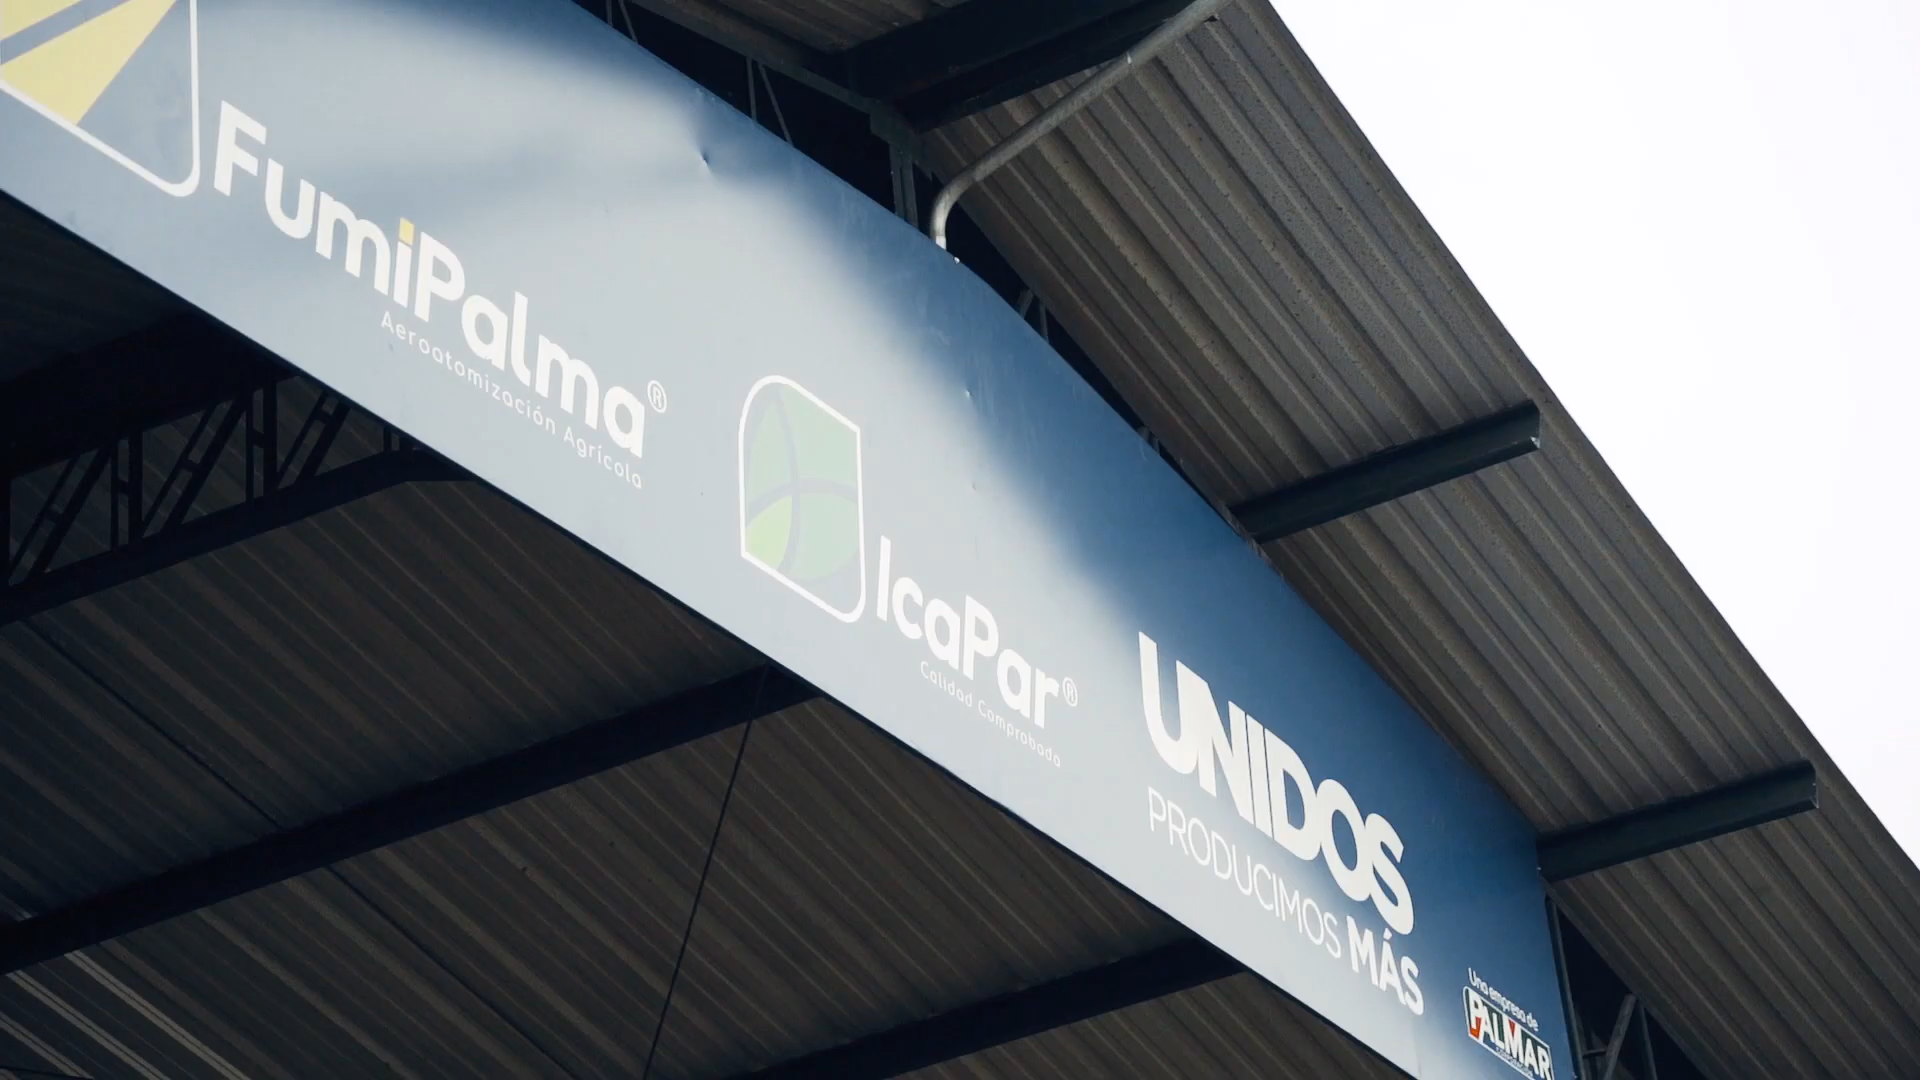 FumiPalma®
Aeroatomización Agrícola
IcaPar®
Calidad Comprobada
UNIDOS
PRODUCIMOS MÁS
Una empresa de
PALMAR